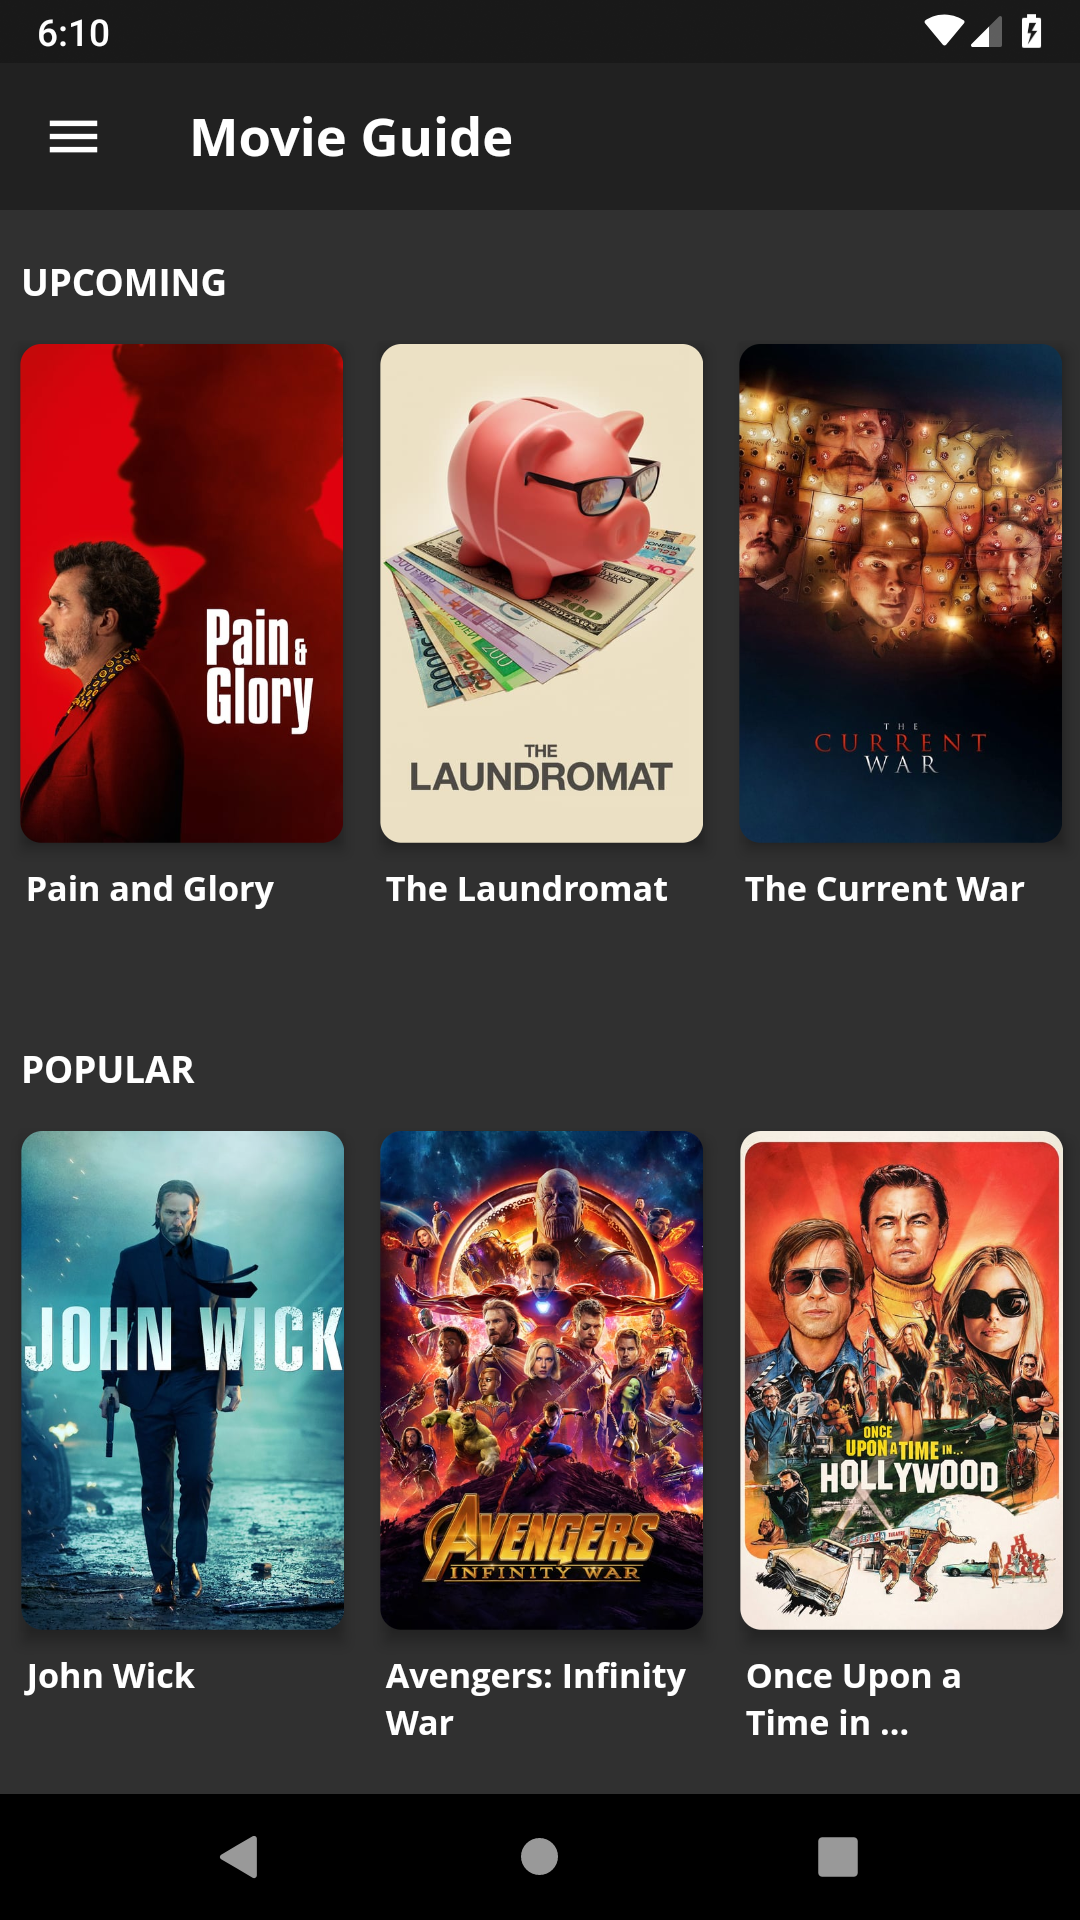 6:10
Movie Guide
UPCOMING
Pain &
Glory
THE
LAUNDROMAT
THE
CURRENT
WAR
Pain and Glory
The Laundromat
The Current War
POPULAR
JOHN WICK
AVENGERS
INFINITY WAR
ONCE
UPON A TIME IN...
HOLLYWOOD
John Wick
Avengers: Infinity
War
Once Upon a
Time in ...